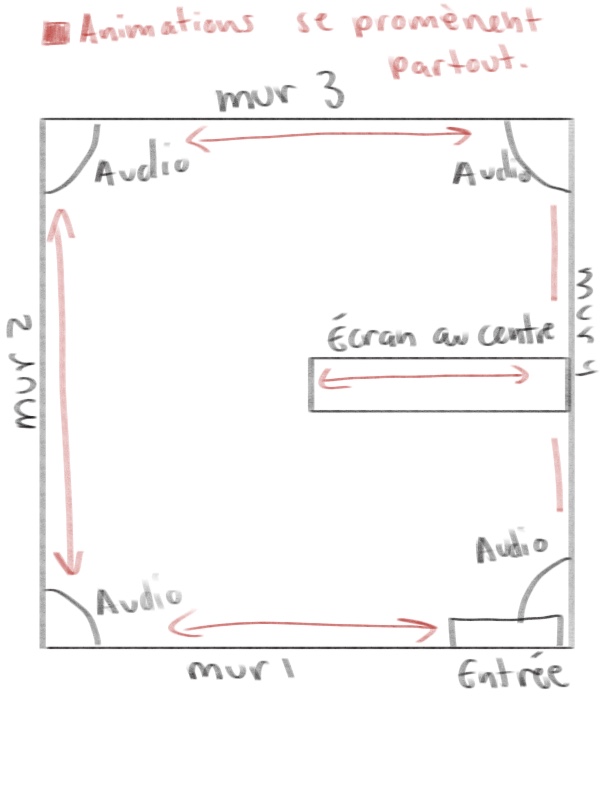 Animations se promènent
partout.
mur 3
Audio
Audio
Écran au centre
mur 2
mur 4
Audio
Audio
mur 1
Entrée